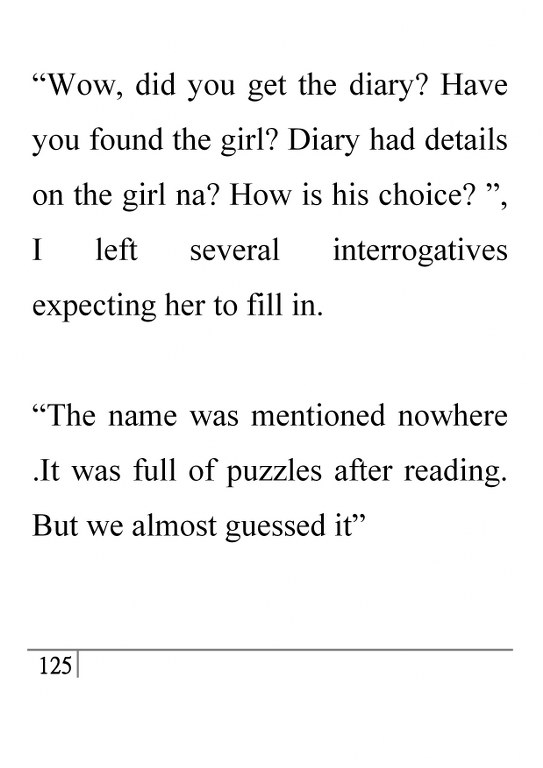 “Wow, did you get the diary? Have
you found the girl? Diary had details
on the girl na? How is his choice? ”,
I left several interrogatives
expecting her to fill in.
“The name was mentioned nowhere
.It was full of puzzles after reading.
But we almost guessed it”
125